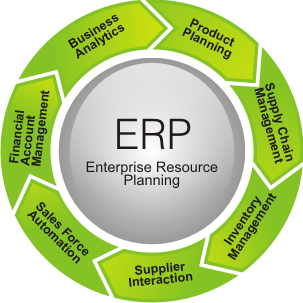 ERP
Enterprise Resource
Planning
Business
Analytics
Product
Planning
Supply Chain
Management
Inventory
Management
Supplier
Interaction
Sales Force
Automation
Financial
Account
Management